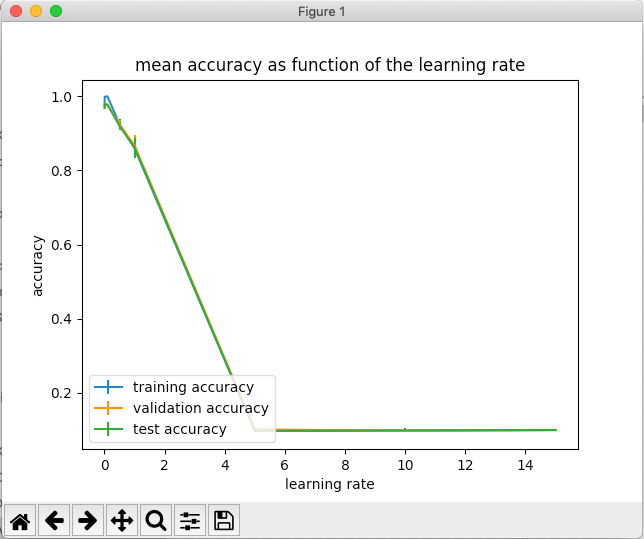 Figure 1
mean accuracy as function of the learning rate
1.0
0.8
0.6
0.4
0.2
accuracy
training accuracy
validation accuracy
test accuracy
0 2 4 6 8 10 12 14
learning rate